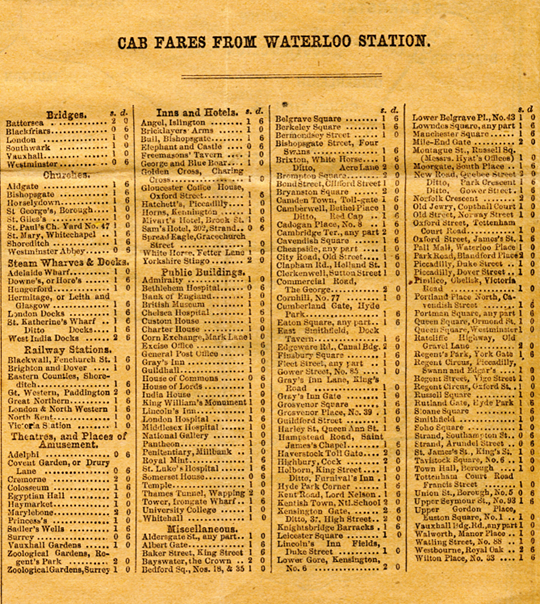 CAB FARES FROM WATERLOO STATION.
Bridges. s. d.
Battersea 2 0
Blackfriars 0 6
London 1 0
Southwark 1 0
Vauxhall 1 0
Westminster 0 6
Churches.
Aldgate 1 6
Bishopsgate 1 6
Horselydown 1 6
St. George's, Borough 1 0
St. Giles's 1 0
St. Paul's Ch. Yard No. 47 1 0
St. Mary, Whitechapel 1 6
Shoreditch 1 6
Westminster Abbey 0 6
Steam Wharves & Docks.
Adelaide Wharf 1 0
Downe's, or Hore's 1 6
Hungerford 1 0
Hermitage, or Leith and
Glasgow 1 6
London Docks 1 6
St. Katherine's Wharf 1 6
Ditto Docks 1 6
West India Docks 2 6
Railway Stations.
Blackwall, Fenchurch St. 1 6
Brighton and Dover 1 0
Eastern Counties, Shore-
ditch 1 6
Gt. Western, Paddington 2 0
Great Northern 1 6
London & North Western 1 6
North Kent 1 0
Victoria Station 1 0
Theatres, and Places of
Amusement.
Adelphi 0 6
Covent Garden, or Drury
Lane 0 6
Cremorne 2 0
Colosseum 1 6
Egyptian Hall 1 0
Haymarket 1 0
Marylebone 1 6
Princess's 1 0
Sadler's Wells 1 6
Surrey 0 6
Vauxhall Gardens 1 0
Zoological Gardens, Re-
gent's Park 2 0
Zoological Gardens, Surrey 1 0
Inns and Hotels. s. d.
Angel, Islington 1 6
Bricklayers' Arms 1 0
Bull, Bishopsgate 1 6
Elephant and Castle 0 6
Freemasons' Tavern 1 0
George and Blue Boar 1 0
Golden Cross, Charing
Cross
Gloucester Coffee House,
Oxford Street
Hatchett's, Piccadilly 1 0
Horns, Kennington 1 0
Rivart's Hotel, Brook St. 1 6
Sam's Hotel, 302, Strand 0 6
Spread Eagle, Gracechurch
Street
White Horse, Fetter Lane 1 0
Yorkshire Stingo 2 0
Public Buildings.
Admiralty 1 0
Bethlehem Hospital 0 6
Bank of England 1 0
British Museum 1 0
Chelsea Hospital 1 6
Custom House 1 0
Charter House 1 0
Corn Exchange, Mark Lane 1 6
Excise Office 1 6
General Post Office 1 0
Gray's Inn 1 0
Guildhall 1 0
House of Commons 0 6
House of Lords 1 0
India House 1 0
King William's Monument 1 0
Lincoln's Inn 1 0
London Hospital 1 6
Middlesex Hospital 1 6
National Gallery 1 0
Pantheon 1 0
Penitentiary, Millbank 1 0
Royal Mint 1 6
St. Luke's Hospital 1 6
Somerset House 0 6
Temple 1 0
Thames Tunnel, Wapping 2 0
Tower, Irongate Wharf 1 6
University College 1 0
Whitehall 1 0
Miscellaneous.
Aldersgate St., any part 1 0
Albert Gate 1 6
Baker Street, King Street 1 6
Bayswater, the Crown 2 0
Bedford Sq., Nos. 18, & 35 1 0
s. d.
Belgrave Square 1 0
Berkeley Square 1 6
Bermondsey Street 1 0
Bishopsgate Street, Four
Swans 1 6
Brixton, White Horse 1 6
Ditto, Acre Lane 2 0
Brompton Square 2 0
Bond Street, Clifford Street 1 0
Bryanston Square 2 0
Camden Town, Toll-gate 1 6
Camberwell, Bethel Place 1 0
Ditto, Red Cap 1 6
Cadogan Place, No. 8 1 6
Cambridge Ter., any part 2 0
Cavendish Square 1 6
Cheapside, any part 1 0
City Road, Old Street 1 6
Clapham Rd., Holland St. 1 0
Clerkenwell, Sutton Street 1 0
Commercial Road,
The George 2 0
Cornhill, No. 77 1 0
Cumberland Gate, Hyde
Park 1 6
Eaton Square, any part 1 6
East Smithfield, Dock
Tavern 1 6
Edgeware Rd., Canal Bdg. 2 0
Finsbury Square 1 6
Fleet Street, any part 1 0
Gower Street, No. 85 1 0
Gray's Inn Lane, King's
Road 1 0
Gray's Inn Gate 1 0
Grosvenor Square 1 6
Grosvenor Place, No. 39 1 6
Guildford Street 1 0
Harley St., Queen Ann St. 1 6
Hampstead Road, Saint
James's Chapel 1 6
Haverstock Toll Gate 2 0
Highbury, Cock 2 0
Holborn, King Street 1 0
Ditto, Furnival's Inn 1 0
Hyde Park Corner 1 6
Kent Road, Lord Nelson 1 6
Kentish Town, Ntl. School 2 0
Kensington Gate 2 6
Ditto, 34, High Street 2 0
Knightsbridge Barracks 1 6
Leicester Square 1 0
Lincoln's Inn Fields,
Duke Street 1 0
Lower Gore, Kensington,
No. 6 2 0
s. d.
Lower Belgrave Pl., No. 43 1 0
Lowndes Square, any part 1 6
Manchester Square 1 6
Mile-End Gate 2 0
Montague St., Russell Sq.
(Messrs. Hyat's Offices) 1 0
Moorgate, South Place 1 6
New Road, Quebec Street 2 0
Ditto, Park Crescent 1 6
Ditto, Gower Street 1 6
Norfolk Crescent 2 0
Old Jewry, Copthall Court 1 0
Old Street, Norway Street 1 0
Oxford Street, Tottenham
Court Road 1 0
Oxford Street, James's St. 1 6
Pall Mall, Waterloo Place 1 0
Park Road, Blandford Place 2 0
Piccadilly, Duke Street 1 0
Piccadilly, Dover Street 1 0
Pimlico, Obelisk, Victoria
Road 1 0
Portland Place North, Ca-
vendish Street 1 6
Portman Square, any part 1 6
Queen Square, Ormond St. 1 0
Queen Square, Westminster 1 0
Ratcliffe Highway, Old
Gravel Lane 2 0
Regent's Park, York Gate 1 6
Regent Circus, Piccadilly,
Swann and Edgar's 1 0
Regent Street, Vigo Street 1 0
Regent Circus, Oxford St. 1 0
Russell Square 1 0
Rutland Gate, Hyde Park 1 6
Sloane Square 1 6
Smithfield 1 0
Soho Square 1 0
Strand, Southampton St. 0 6
Strand, Arundel Street 0 6
St. James's St., King's St. 1 0
Tavistock Square, No. 6 1 6
Town Hall, Borough 1 0
Tottenham Court Road
Francis Street 1 0
Union St., Borough, No. 5 0 6
Upper Seymour St., No. 93 1 6
Upper Gordon Place,
Euston Square, No. 1 1 0
Vauxhall bdg. Rd., any part 1 0
Walworth, Manor Place 1 0
Watling Street, No. 88 1 0
Westbourne, Royal Oak 2 6
Wilton Place, No. 53 1 6